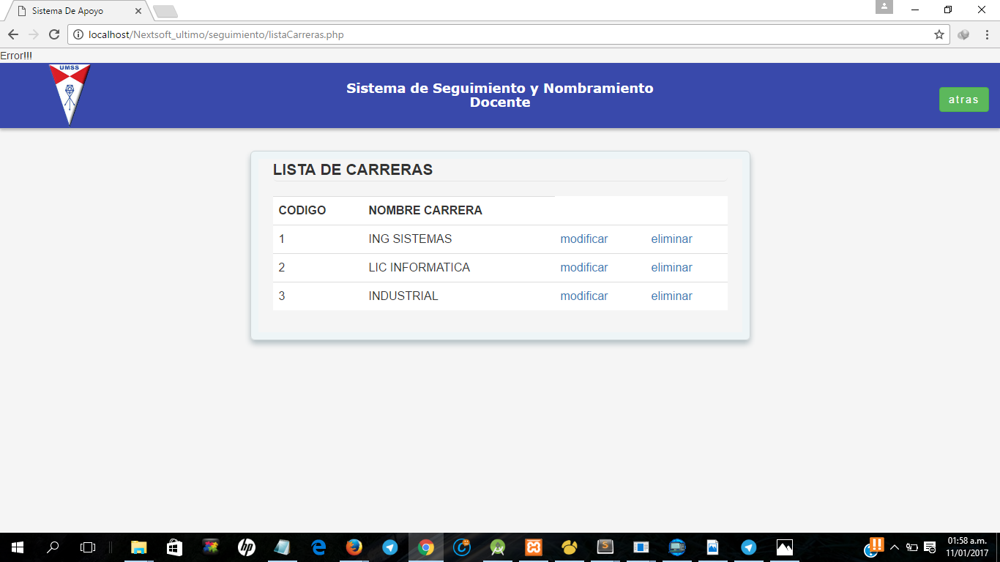 Sistema De Apoyo
localhost/Nextsoft_ultimo/seguimiento/listaCarreras.php
Error!!!
UMSS
Sistema de Seguimiento y Nombramiento
Docente
atras
LISTA DE CARRERAS
CODIGO NOMBRE CARRERA
1 ING SISTEMAS modificar eliminar
2 LIC INFORMATICA modificar eliminar
3 INDUSTRIAL modificar eliminar
01:58 a.m.
11/01/2017